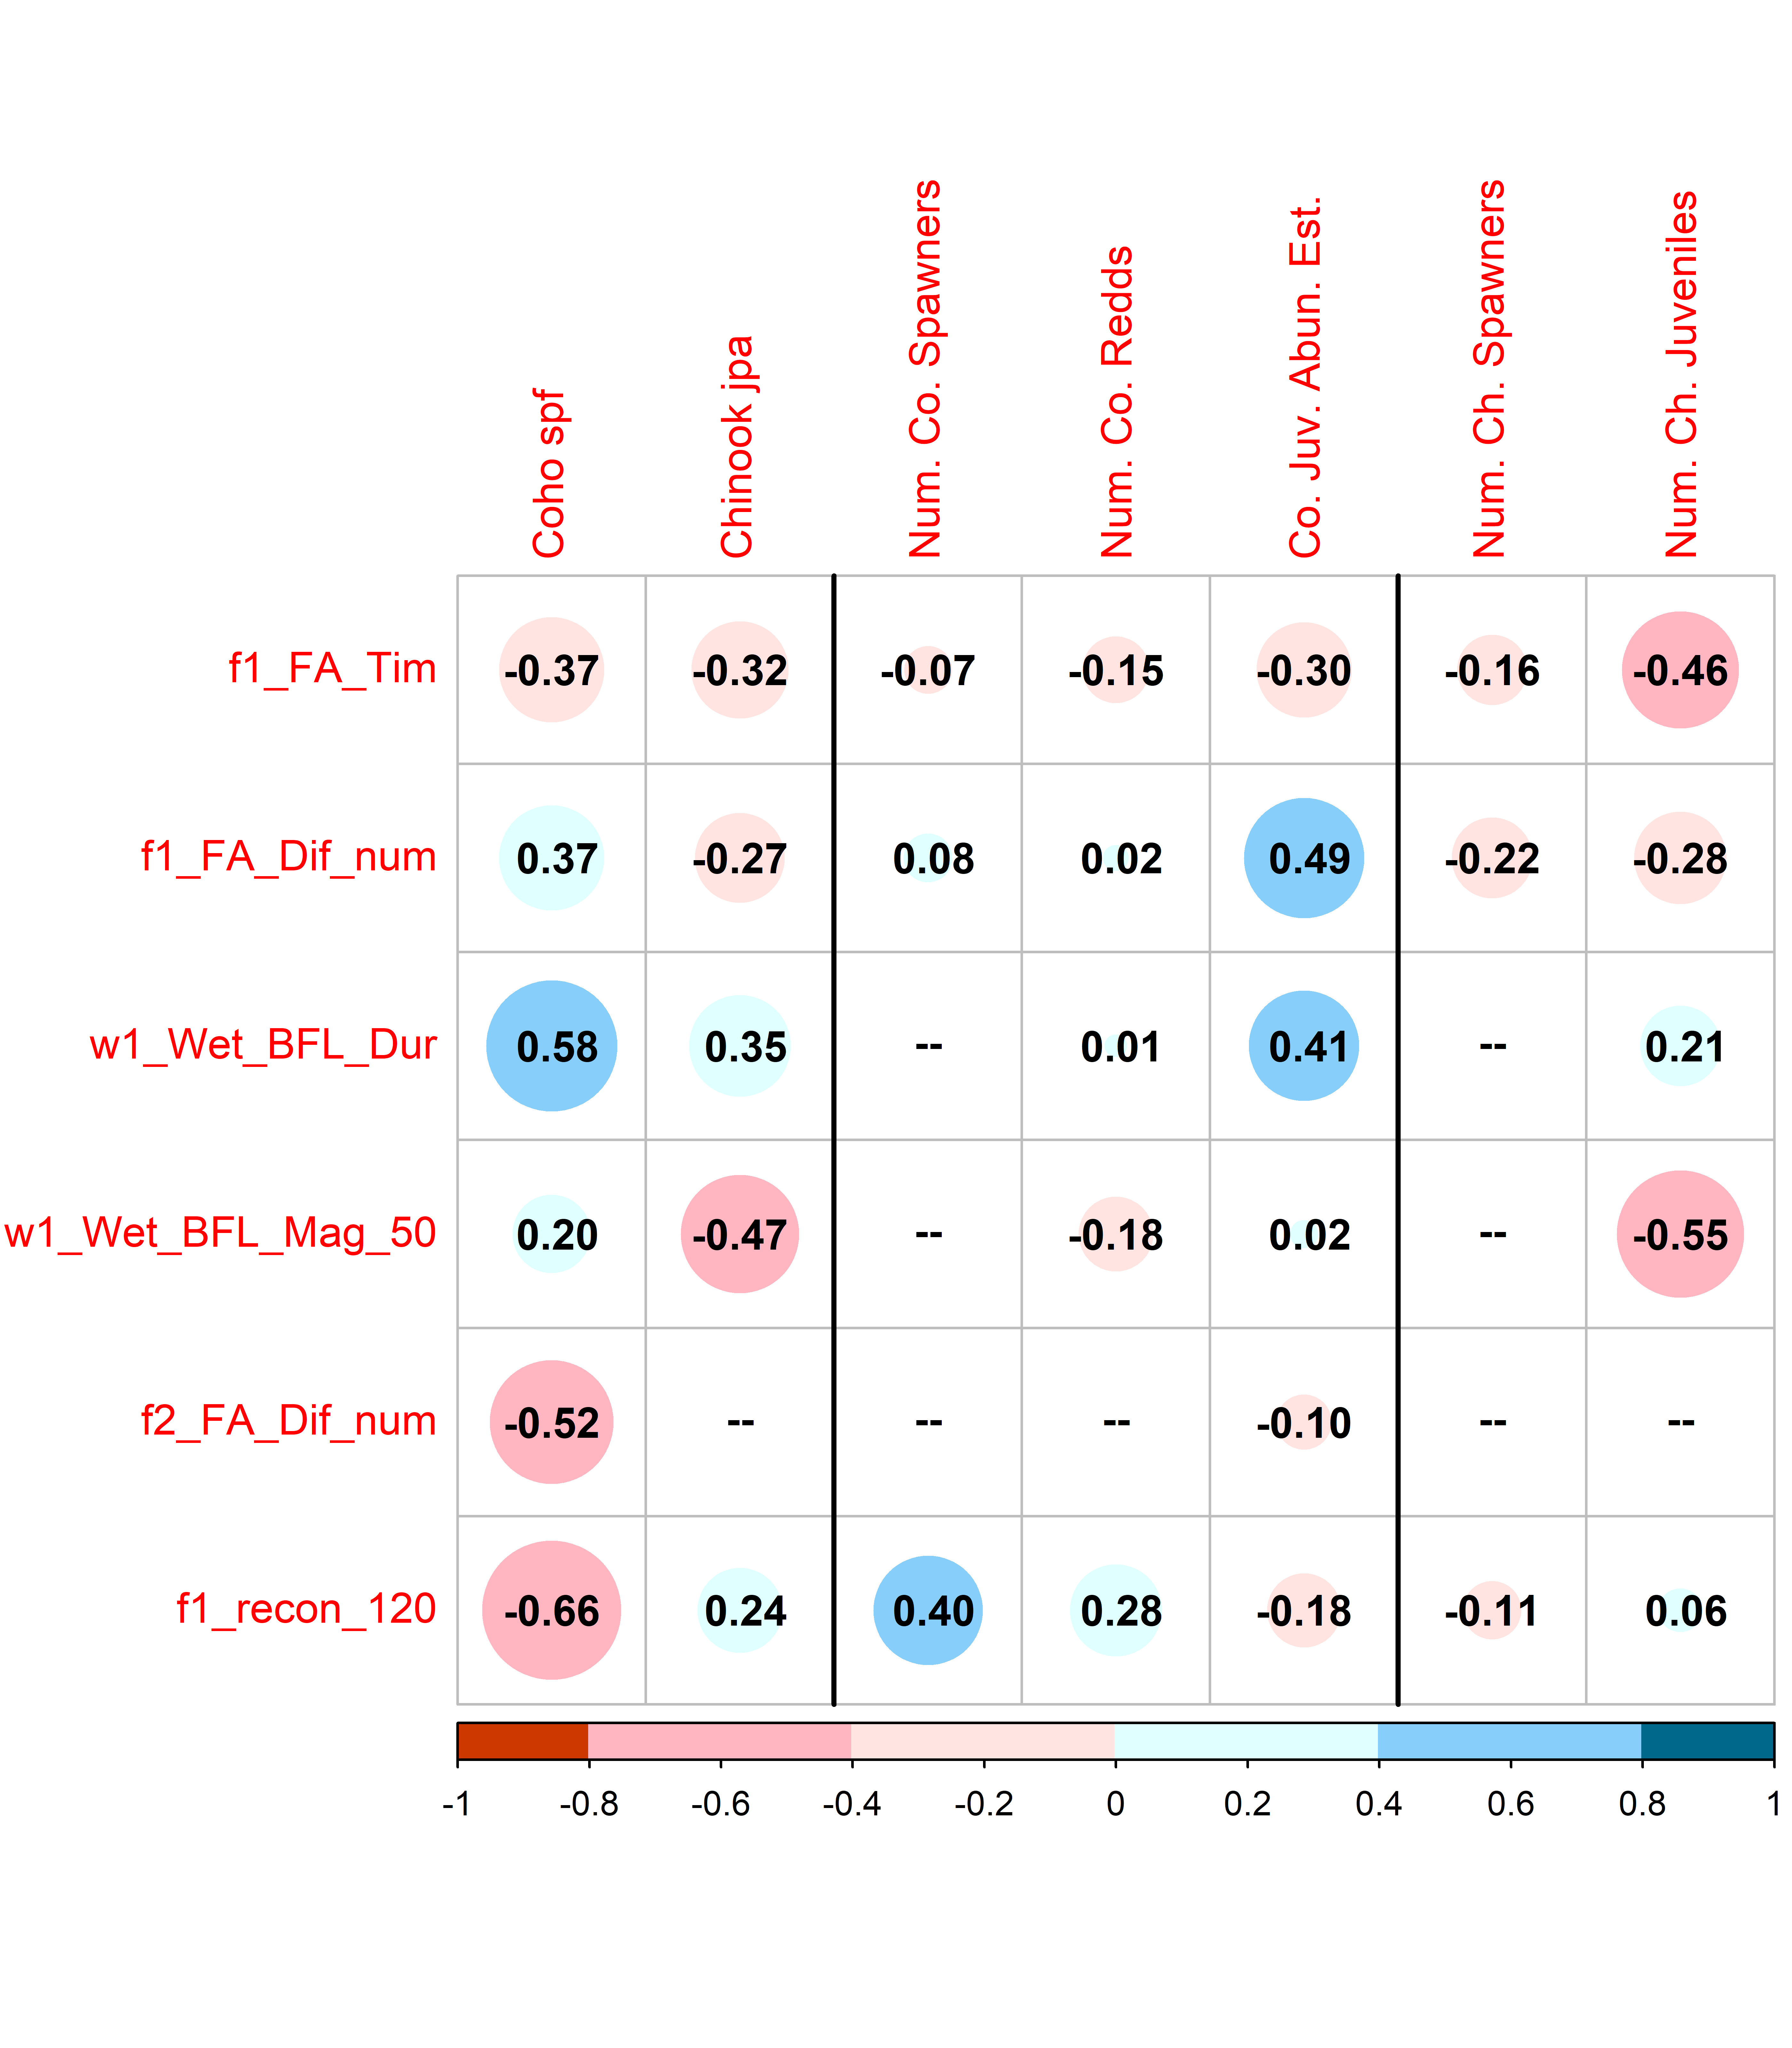 Coho spf
Chinook jpa
Num. Co. Spawners
Num. Co. Redds
Co. Juv. Abun. Est.
Num. Ch. Spawners
Num. Ch. Juveniles
f1_FA_Tim -0.37 -0.32 -0.07 -0.15 -0.30 -0.16 -0.46
f1_FA_Dif_num 0.37 -0.27 0.08 0.02 0.49 -0.22 -0.28
w1_Wet_BFL_Dur 0.58 0.35 -- 0.01 0.41 -- 0.21
w1_Wet_BFL_Mag_50 0.20 -0.47 -- -0.18 0.02 -- -0.55
f2_FA_Dif_num -0.52 -- -- -- -0.10 -- --
f1_recon_120 -0.66 0.24 0.40 0.28 -0.18 -0.11 0.06
-1 -0.8 -0.6 -0.4 -0.2 0 0.2 0.4 0.6 0.8 1